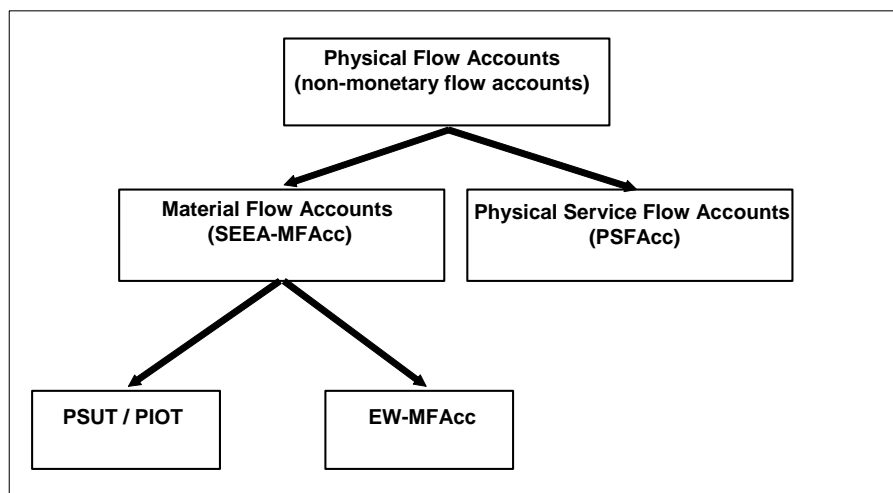 Physical Flow Accounts
(non-monetary flow accounts)
Material Flow Accounts
(SEEA-MFAcc)
Physical Service Flow Accounts
(PSFAcc)
PSUT / PIOT
EW-MFAcc